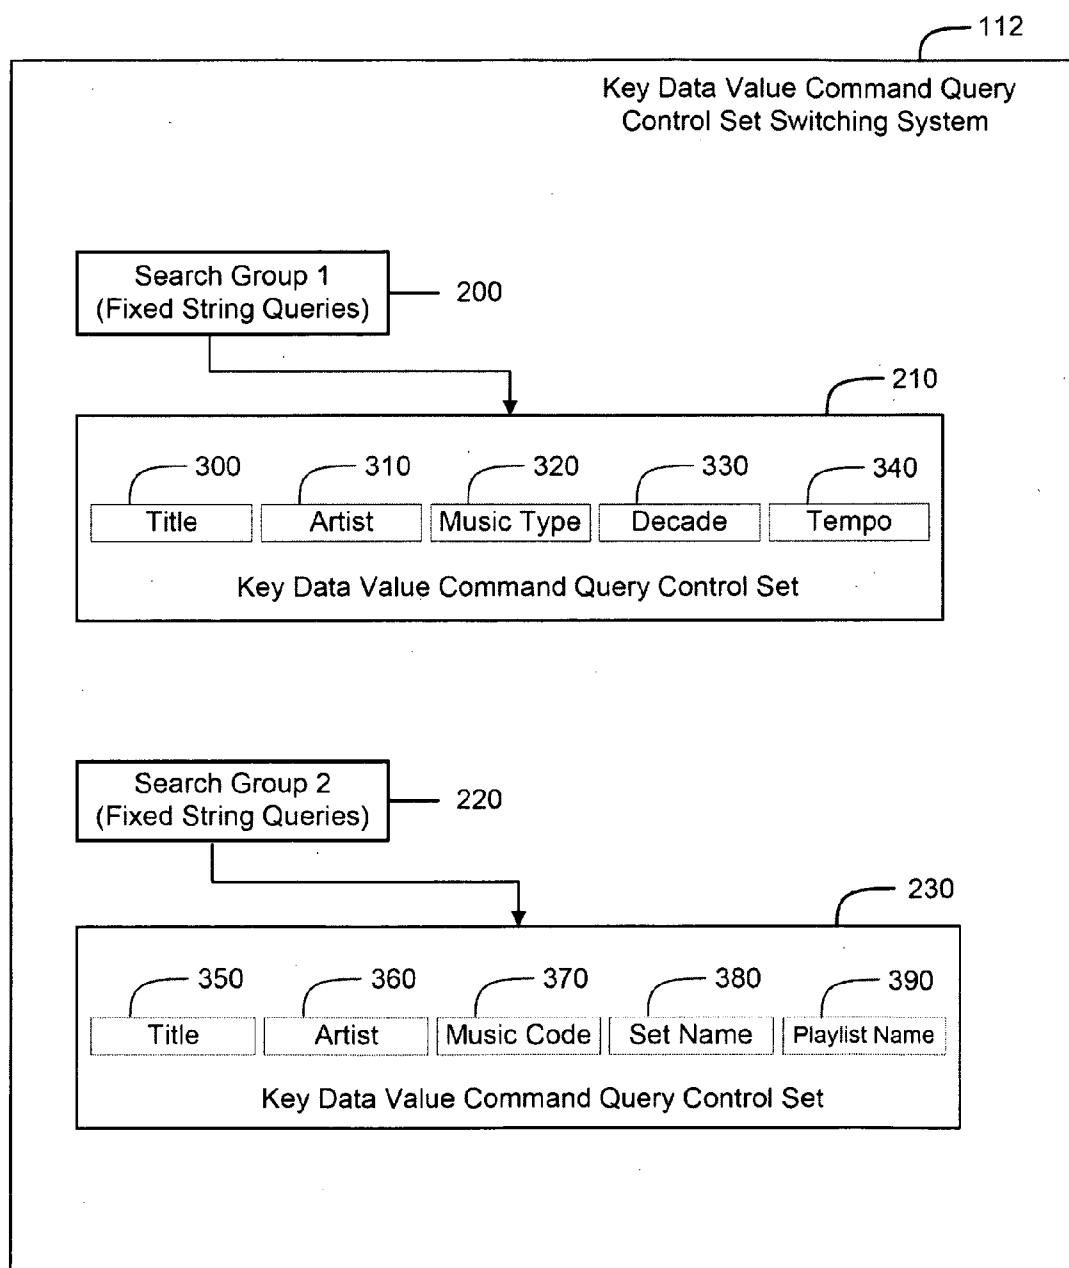 112
Key Data Value Command Query
Control Set Switching System
Search Group 1
(Fixed String Queries)
200
210
300 310 320 330 340
Title Artist Music Type Decade Tempo
Key Data Value Command Query Control Set
Search Group 2
(Fixed String Queries)
220
230
350 360 370 380 390
Title Artist Music Code Set Name Playlist Name
Key Data Value Command Query Control Set